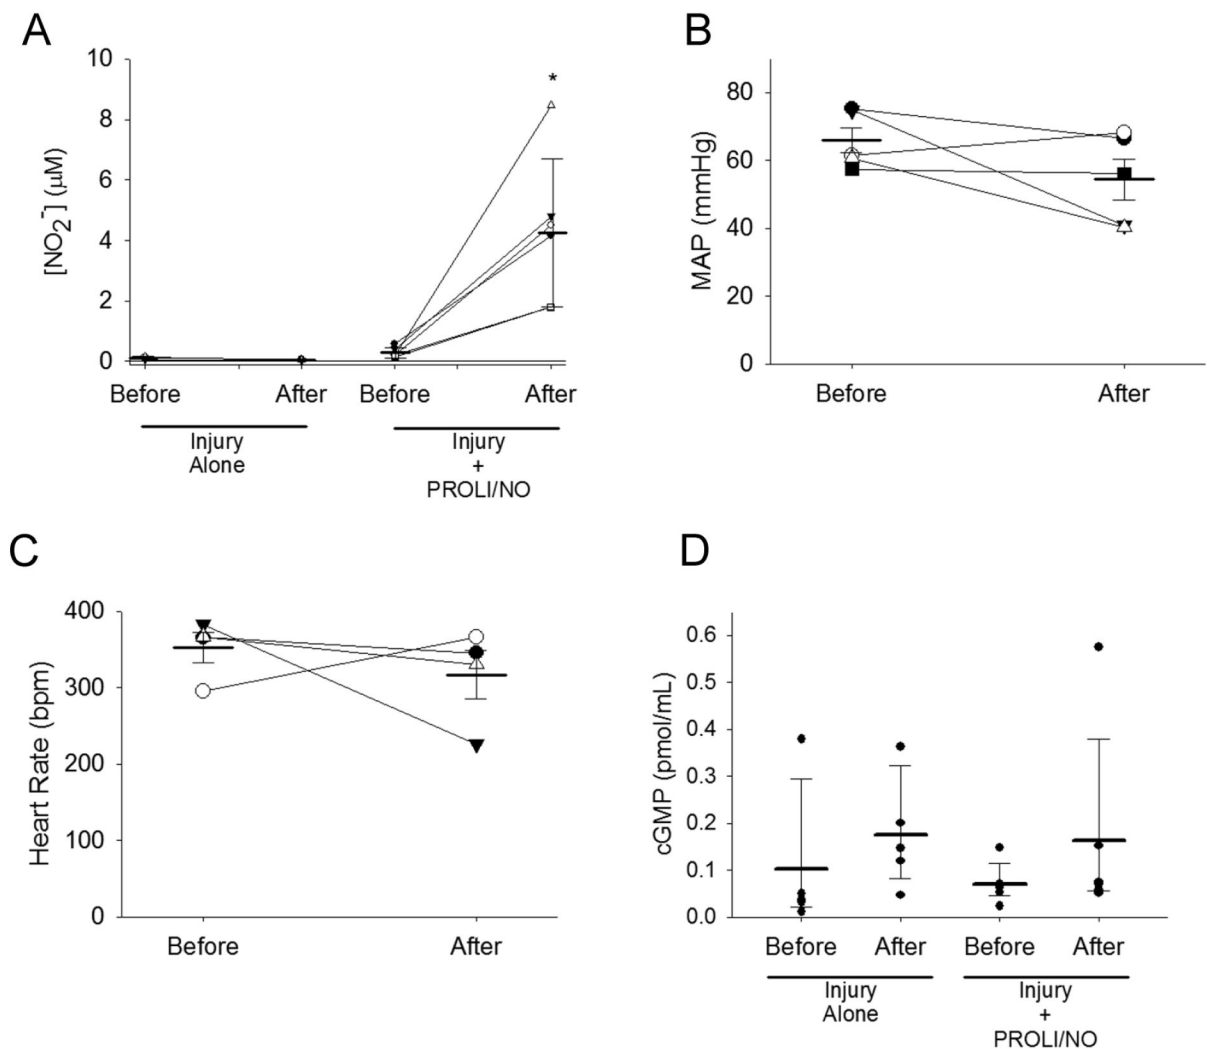 A
10
8
6
4
2
0
[NO2-] (µM)
*
Before
After
Before
After
Injury
Alone
Injury
+
PROLI/NO
B
80
60
40
20
0
MAP (mmHg)
Before
After
C
400
300
200
100
0
Heart Rate (bpm)
Before
After
D
0.6
0.5
0.4
0.3
0.2
0.1
0.0
cGMP (pmol/mL)
Before
After
Before
After
Injury
Alone
Injury
+
PROLI/NO